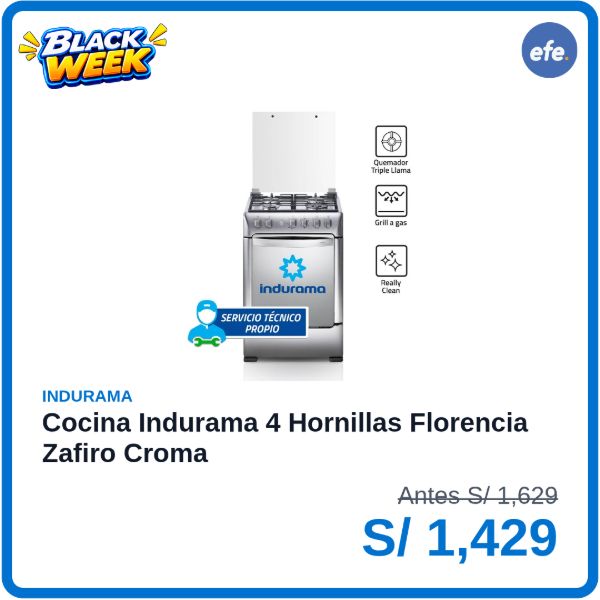 BLACK
WEEK
efe.
Quemador
Triple Llama
Grill a gas
Really
Clean
indurama
SERVICIO TÉCNICO
PROPIO
INDURAMA
Cocina Indurama 4 Hornillas Florencia
Zafiro Croma
Antes S/ 1,629
S/ 1,429